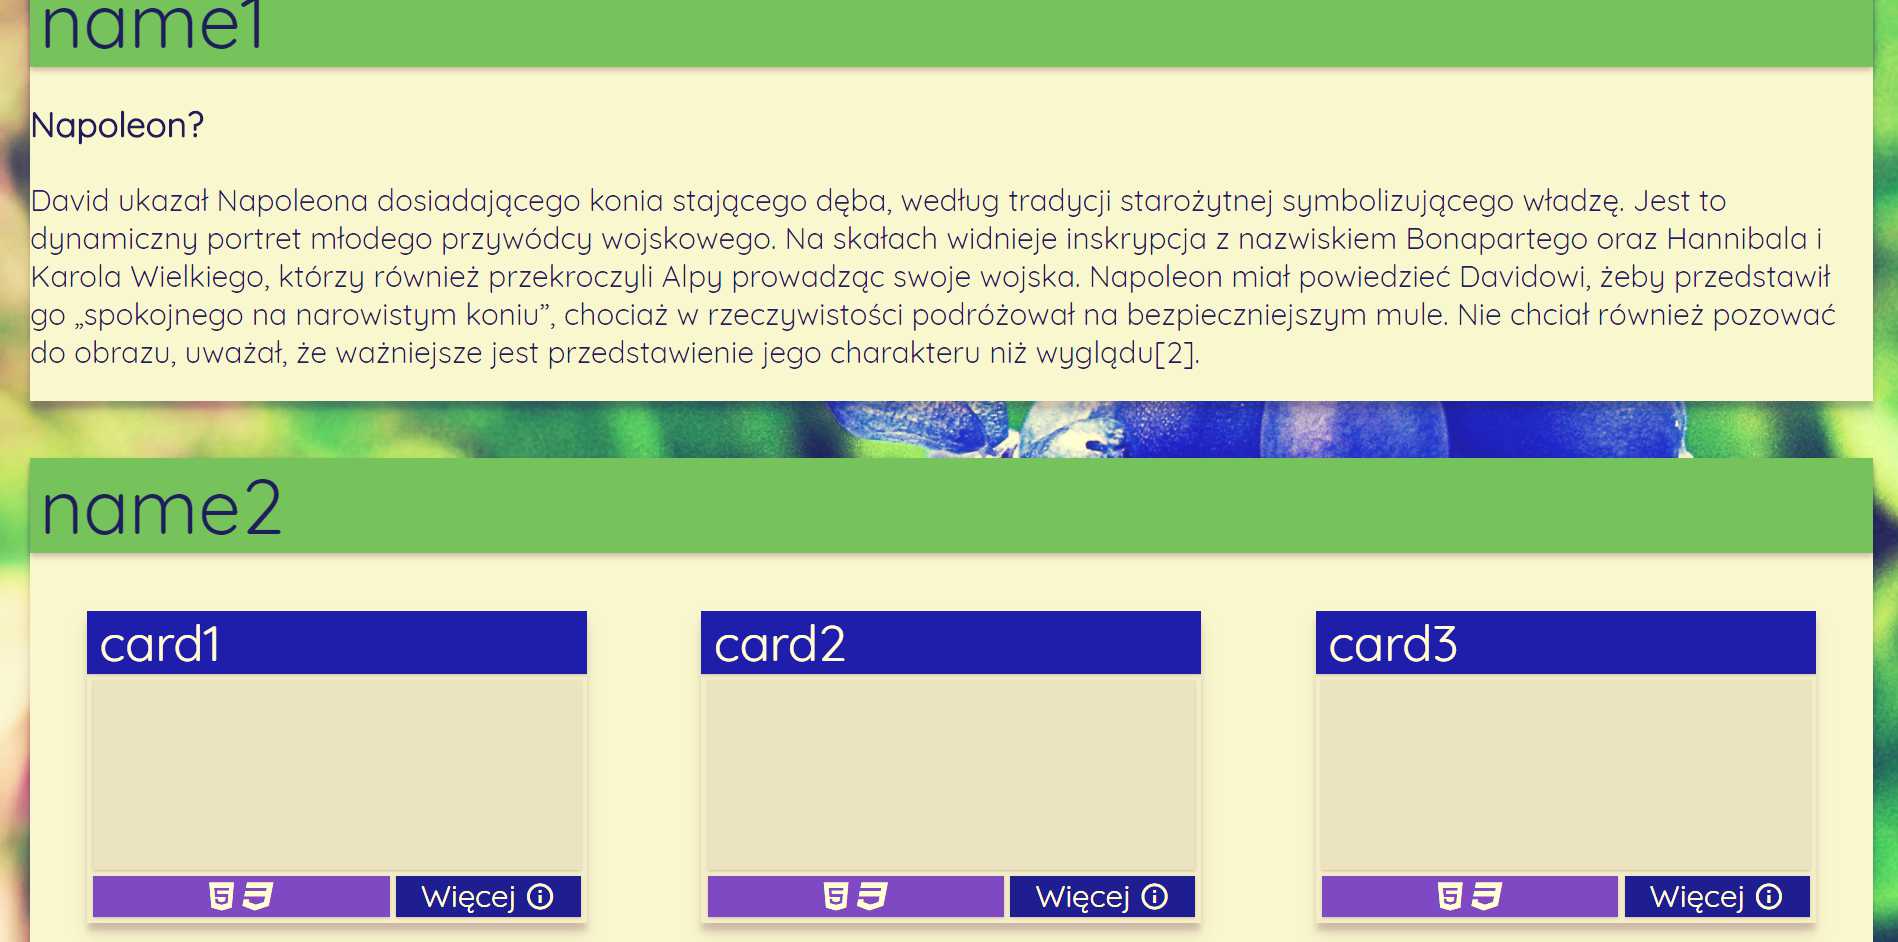 name1
Napoleon?
David ukazał Napoleona dosiadającego konia stającego dęba, według tradycji starożytnej symbolizującego władzę. Jest to
dynamiczny portret młodego przywódcy wojskowego. Na skałach widnieje inskrypcja z nazwiskiem Bonapartego oraz Hannibala i
Karola Wielkiego, którzy również przekroczyli Alpy prowadząc swoje wojska. Napoleon miał powiedzieć Davidowi, żeby przedstawił
go „spokojnego na narowistym koniu”, chociaż w rzeczywistości podróżował na bezpieczniejszym mule. Nie chciał również pozować
do obrazu, uważał, że ważniejsze jest przedstawienie jego charakteru niż wyglądu[2].
name2
card1
card2
card3
5 Więcej
5 Więcej
5 Więcej